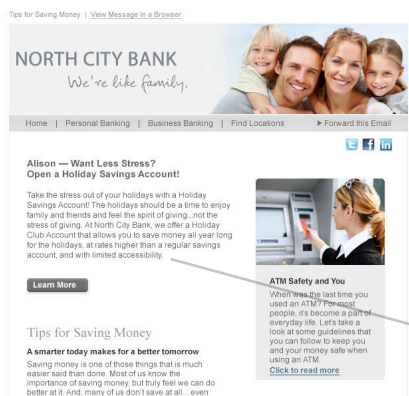 Tips for Saving Money | View Message In a Browser
NORTH CITY BANK
We're like family.
Home | Personal Banking | Business Banking | Find Locations ▶ Forward this Email
Alison — Want Less Stress?
Open a Holiday Savings Account!
Take the stress out of your holidays with a Holiday
Savings Account! The holidays should be a time to enjoy
family and friends and feel the spirit of giving...not the
stress of giving. At North City Bank, we offer a Holiday
Club Account that allows you to save money all year long
for the holidays, at rates higher than a regular savings
account, and with limited accessibility.
Learn More
Tips for Saving Money
A smarter today makes for a better tomorrow
Saving money is one of those things that is much
easier said than done. Most of us know the
importance of saving money, but truly feel we can do
better at it. And, many of us don't save at all…even
ATM Safety and You
When was the last time you
used an ATM? For most
people, it's become a part of
everyday life. Let's take a
look at some guidelines that
you can follow to keep you
and your money safe when
using an ATM.
Click to read more